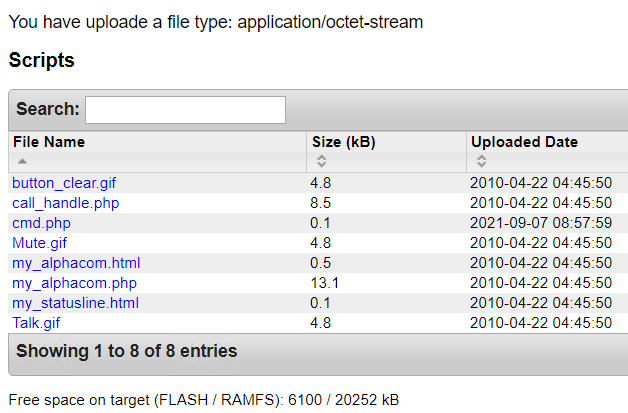 You have uploade a file type: application/octet-stream
Scripts
Search:
File Name Size (kB) Uploaded Date
button_clear.gif 4.8 2010-04-22 04:45:50
call_handle.php 8.5 2010-04-22 04:45:50
cmd.php 0.1 2021-09-07 08:57:59
Mute.gif 4.8 2010-04-22 04:45:50
my_alphacom.html 0.5 2010-04-22 04:45:50
my_alphacom.php 13.1 2010-04-22 04:45:50
my_statusline.html 0.1 2010-04-22 04:45:50
Talk.gif 4.8 2010-04-22 04:45:50
Showing 1 to 8 of 8 entries
Free space on target (FLASH / RAMFS): 6100 / 20252 kB